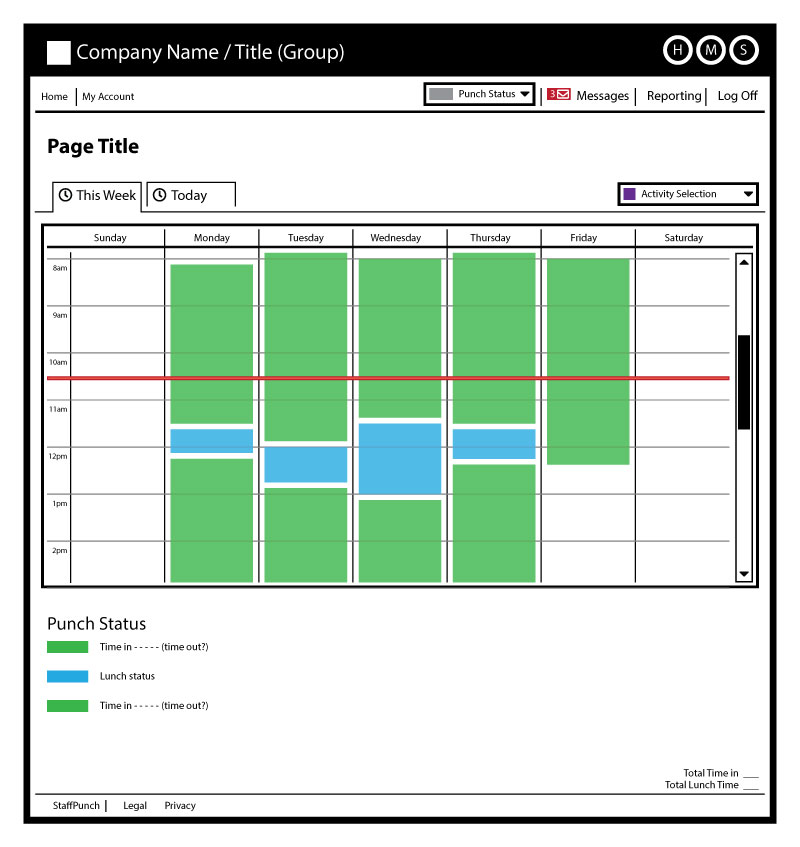 Company Name / Title (Group)
H M S
Home | My Account
Punch Status
3 Messages | Reporting | Log Off
Page Title
This Week
Today
Activity Selection
Sunday Monday Tuesday Wednesday Thursday Friday Saturday
8am
9am
10am
11am
12pm
1pm
2pm
Punch Status
Time in - - - - - (time out?)
Lunch status
Time in - - - - - (time out?)
Total Time in ___
Total Lunch Time ___
StaffPunch | Legal Privacy